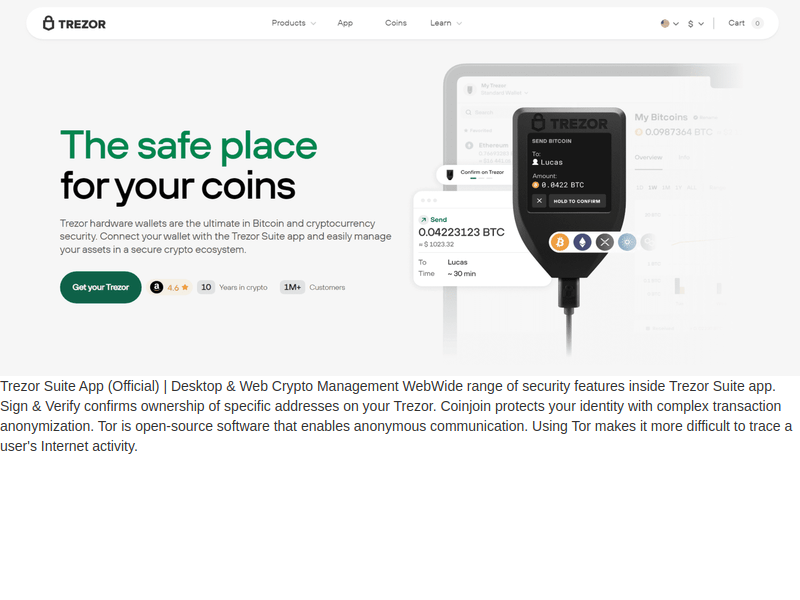 TREZOR
Products
App
Coins
Learn
$
Cart
0
The safe place
for your coins
Trezor hardware wallets are the ultimate in Bitcoin and cryptocurrency
security. Connect your wallet with the Trezor Suite app and easily manage
your assets in a secure crypto ecosystem.
Get your Trezor
a 4.6
10 Years in crypto
1M+ Customers
My Trezor
Search
Ethereum
Confirm on Trezor
Send
0.04223123 BTC
≈ $ 1023.32
To Lucas
Time ~ 30 min
TREZOR
SEND BITCOIN
To:
Lucas
Amount:
0.0422 BTC
HOLD TO CONFIRM
My Bitcoins
0.0987364 BTC
Overview
Trezor Suite App (Official) | Desktop & Web Crypto Management WebWide range of security features inside Trezor Suite app.
Sign & Verify confirms ownership of specific addresses on your Trezor. Coinjoin protects your identity with complex transaction
anonymization. Tor is open-source software that enables anonymous communication. Using Tor makes it more difficult to trace a
user's Internet activity.